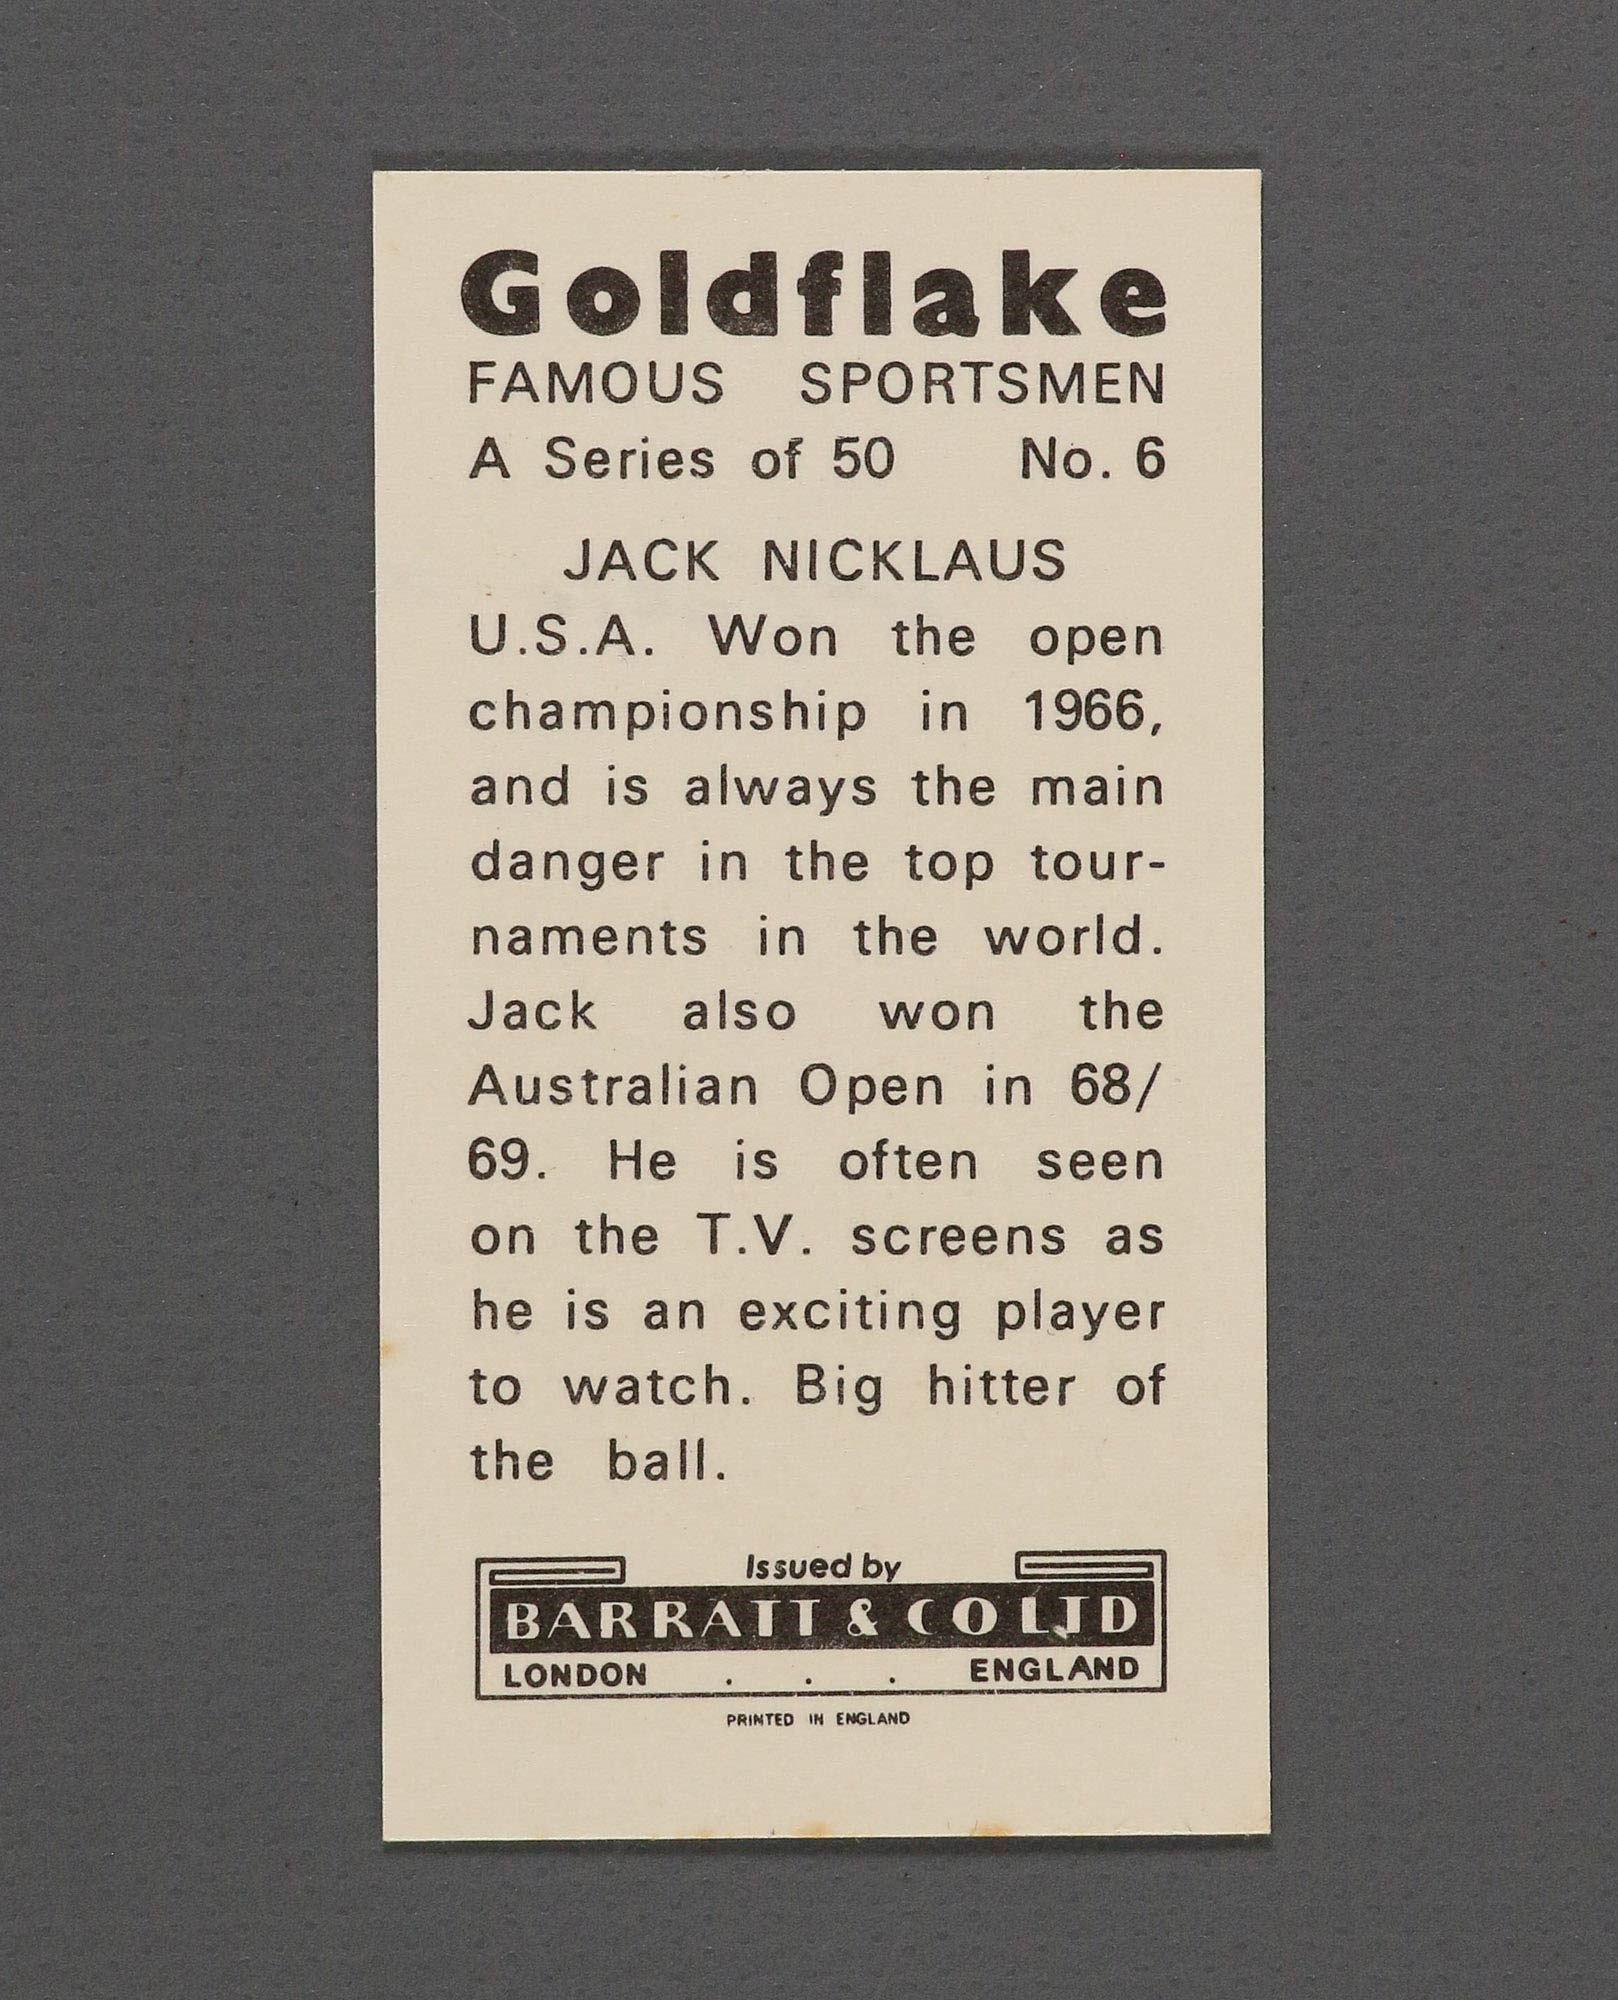 Goldflake
FAMOUS SPORTSMEN
A Series of 50 No. 6
JACK NICKLAUS
U.S.A. Won the open
championship in 1966,
and is always the main
danger in the top tour-
naments in the world.
Jack also won the
Australian Open in 68/
69. He is often seen
on the T.V. screens as
he is an exciting player
to watch. Big hitter of
the ball.
Issued by
BARRATT & CO LTD
LONDON . . . ENGLAND
PRINTED IN ENGLAND